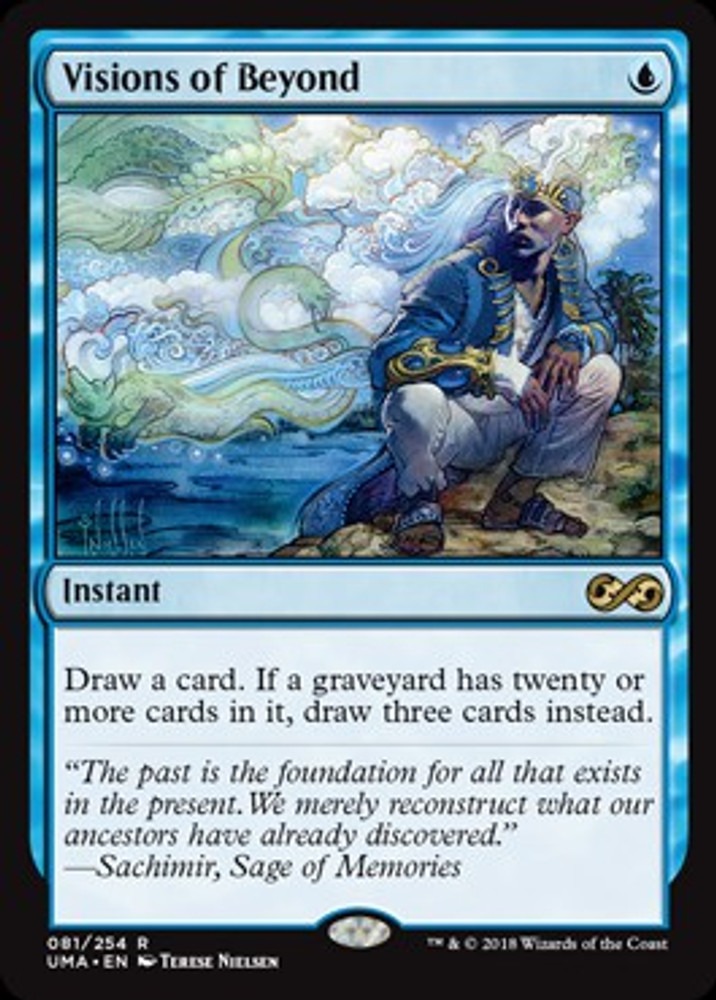 Visions of Beyond
Instant
Draw a card. If a graveyard has twenty or
more cards in it, draw three cards instead.
“The past is the foundation for all that exists
in the present. We merely reconstruct what our
ancestors have already discovered.”
—Sachimir, Sage of Memories
081/254 R
™ & © 2018 Wizards of the Coast
UMA • EN Terese Nielsen